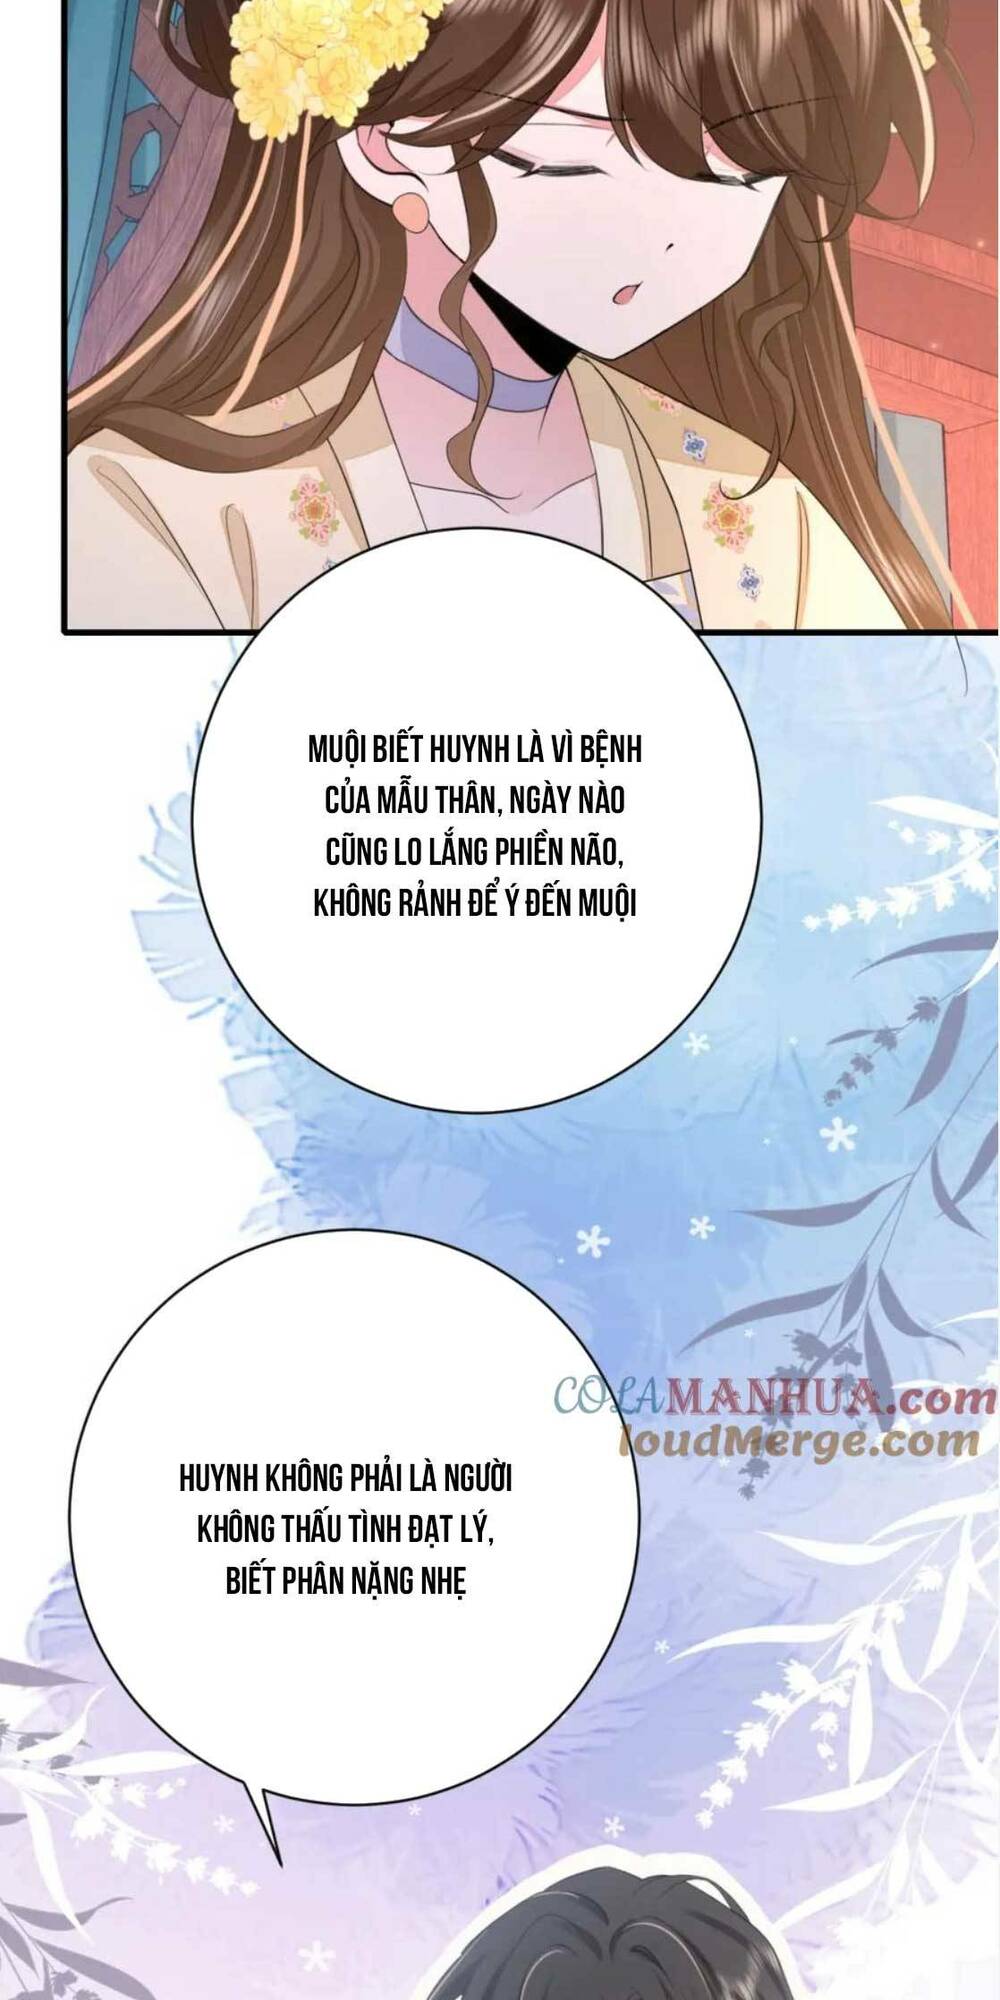 MUỘI BIẾT HUYNH LÀ VÌ BỆNH
CỦA MẪU THÂN, NGÀY NÀO
CŨNG LO LẮNG PHIỀN NÃO,
KHÔNG RẢNH ĐỂ Ý ĐẾN MUỘI
COLAMANHUA.com
loudMerge.com
HUYNH KHÔNG PHẢI LÀ NGƯỜI
KHÔNG THẤU TÌNH ĐẠT LÝ,
BIẾT PHÂN NẶNG NHẸ